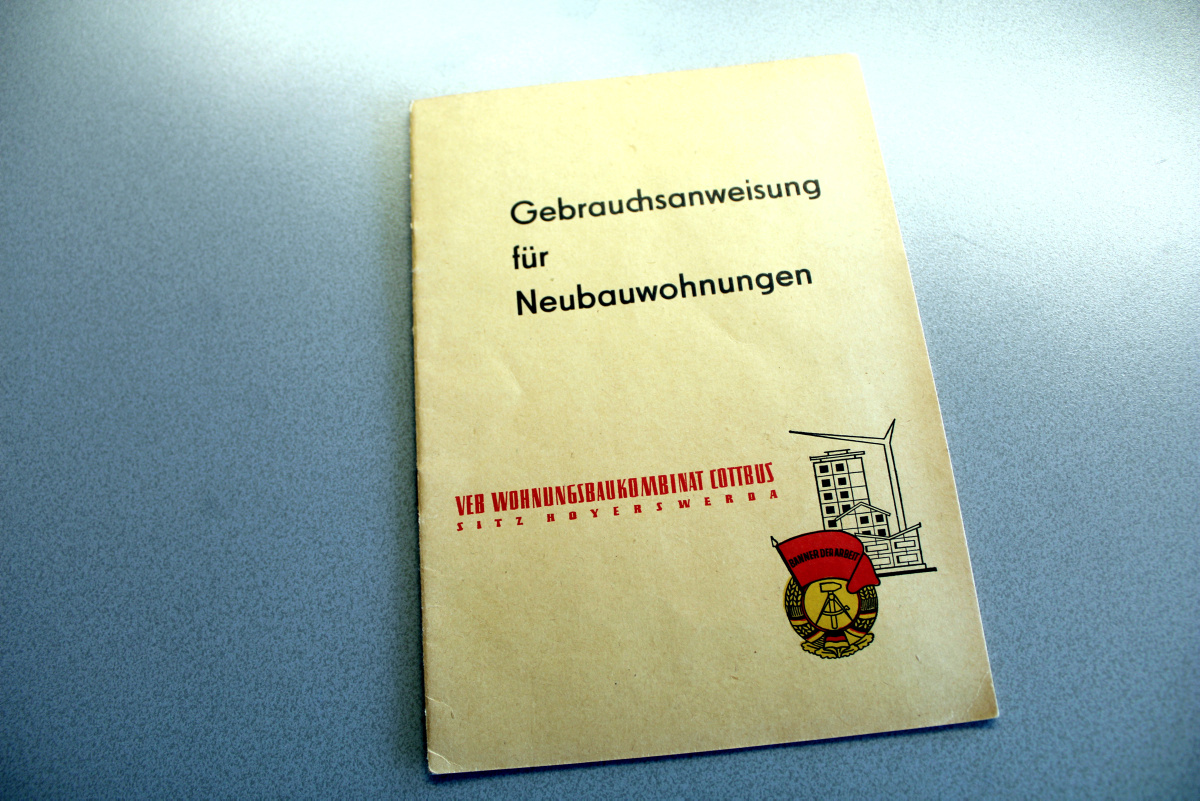 Gebrauchsanweisung
für
Neubauwohnungen
VEB WOHNUNGSBAUKOMBINAT COTTBUS
SITZ HOYERSWERDA
BANNER DER ARBEIT